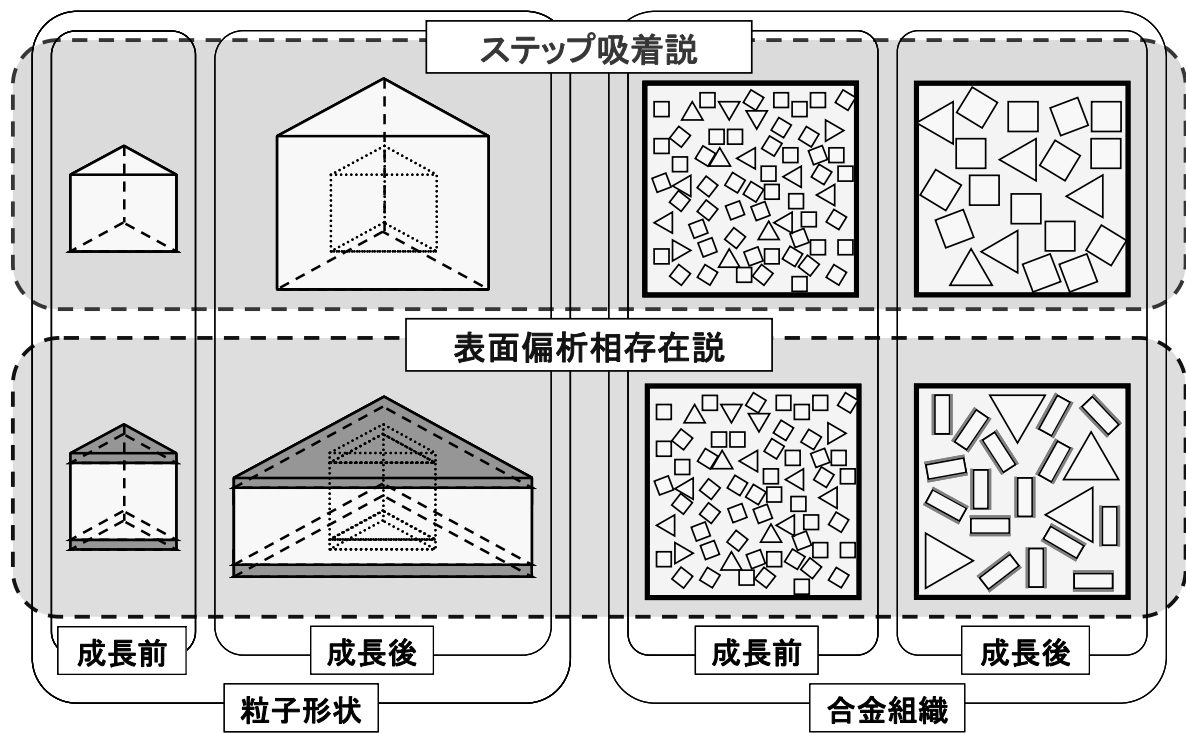 ステップ吸着説
表面偏析相存在説
成長前
成長後
成長前
成長後
粒子形状
合金組織